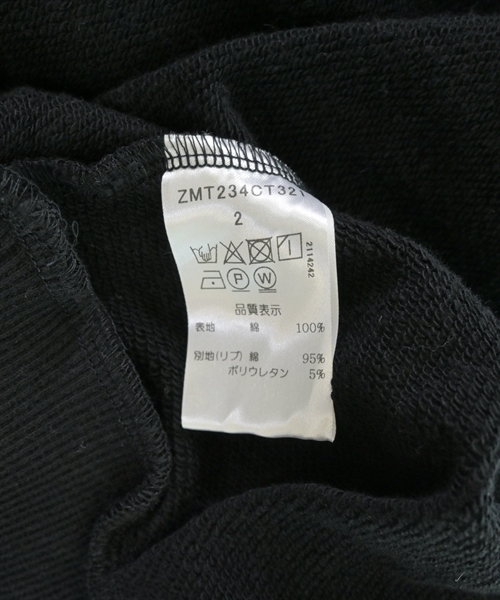 ZMT234CT321
2
2114242
P W
品質表示
表地 綿 100%
別地(リブ) 綿 95%
ポリウレタン 5%